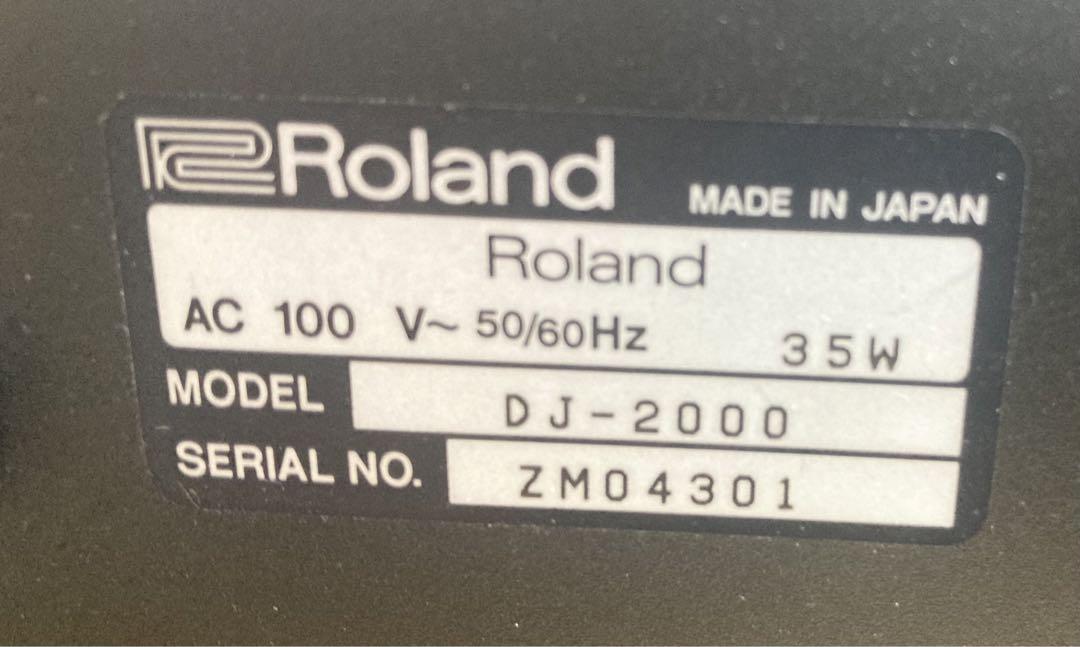 Roland MADE IN JAPAN
Roland
AC 100 V~ 50/60Hz 35W
MODEL DJ-2000
SERIAL NO. ZM04301